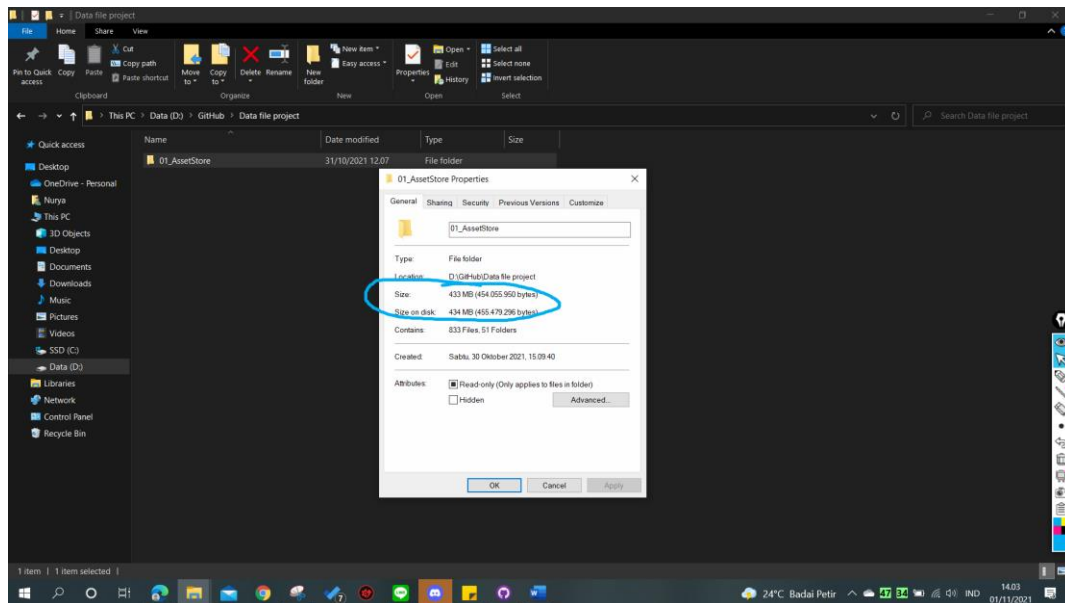 Data file project
File Home Share View
Pin to Quick access
Copy
Paste
Cut
Copy path
Paste shortcut
Move to
Copy to
Delete
Rename
New folder
New item
Easy access
Properties
Open
Edit
History
Select all
Select none
Invert selection
Clipboard Organize New Open Select
This PC > Data (D:) > GitHub > Data file project
Search Data file project
Name Date modified Type Size
01_AssetStore 31/10/2021 12.07 File folder
Quick access
Desktop
OneDrive - Personal
Nurya
This PC
3D Objects
Desktop
Documents
Downloads
Music
Pictures
Videos
SSD (C:)
Data (D:)
Libraries
Network
Control Panel
Recycle Bin
01_AssetStore Properties
General Sharing Security Previous Versions Customize
01_AssetStore
Type: File folder
Location: D:\GitHub\Data file project
Size: 433 MB (454.055.950 bytes)
Size on disk: 434 MB (455.479.296 bytes)
Contains: 833 Files, 51 Folders
Created: Sabtu, 30 Oktober 2021, 15.09.40
Attributes: Read-only (Only applies to files in folder)
Hidden Advanced...
OK Cancel Apply
1 item 1 item selected
24°C Badai Petir 47 34 IND 14.03
01/11/2021